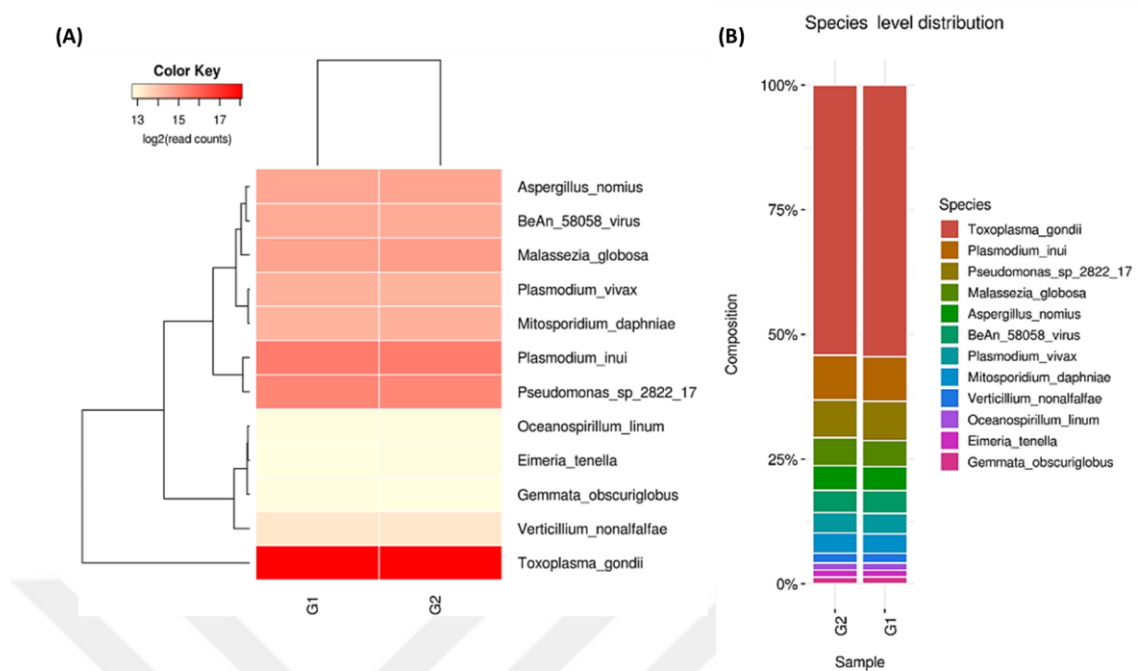 (A)
Color Key
13 15 17
log2(read counts)
Aspergillus_nomius
BeAn_58058_virus
Malassezia_globosa
Plasmodium_vivax
Mitosporidium_daphniae
Plasmodium_inui
Pseudomonas_sp_2822_17
Oceanospirillum_linum
Eimeria_tenella
Gemmata_obscuriglobus
Verticillium_nonalfalfae
Toxoplasma_gondii
G1 G2
(B)
Species level distribution
100%
75%
50%
25%
0%
Composition
G2 G1
Sample
Species
Toxoplasma_gondii
Plasmodium_inui
Pseudomonas_sp_2822_17
Malassezia_globosa
Aspergillus_nomius
BeAn_58058_virus
Plasmodium_vivax
Mitosporidium_daphniae
Verticillium_nonalfalfae
Oceanospirillum_linum
Eimeria_tenella
Gemmata_obscuriglobus